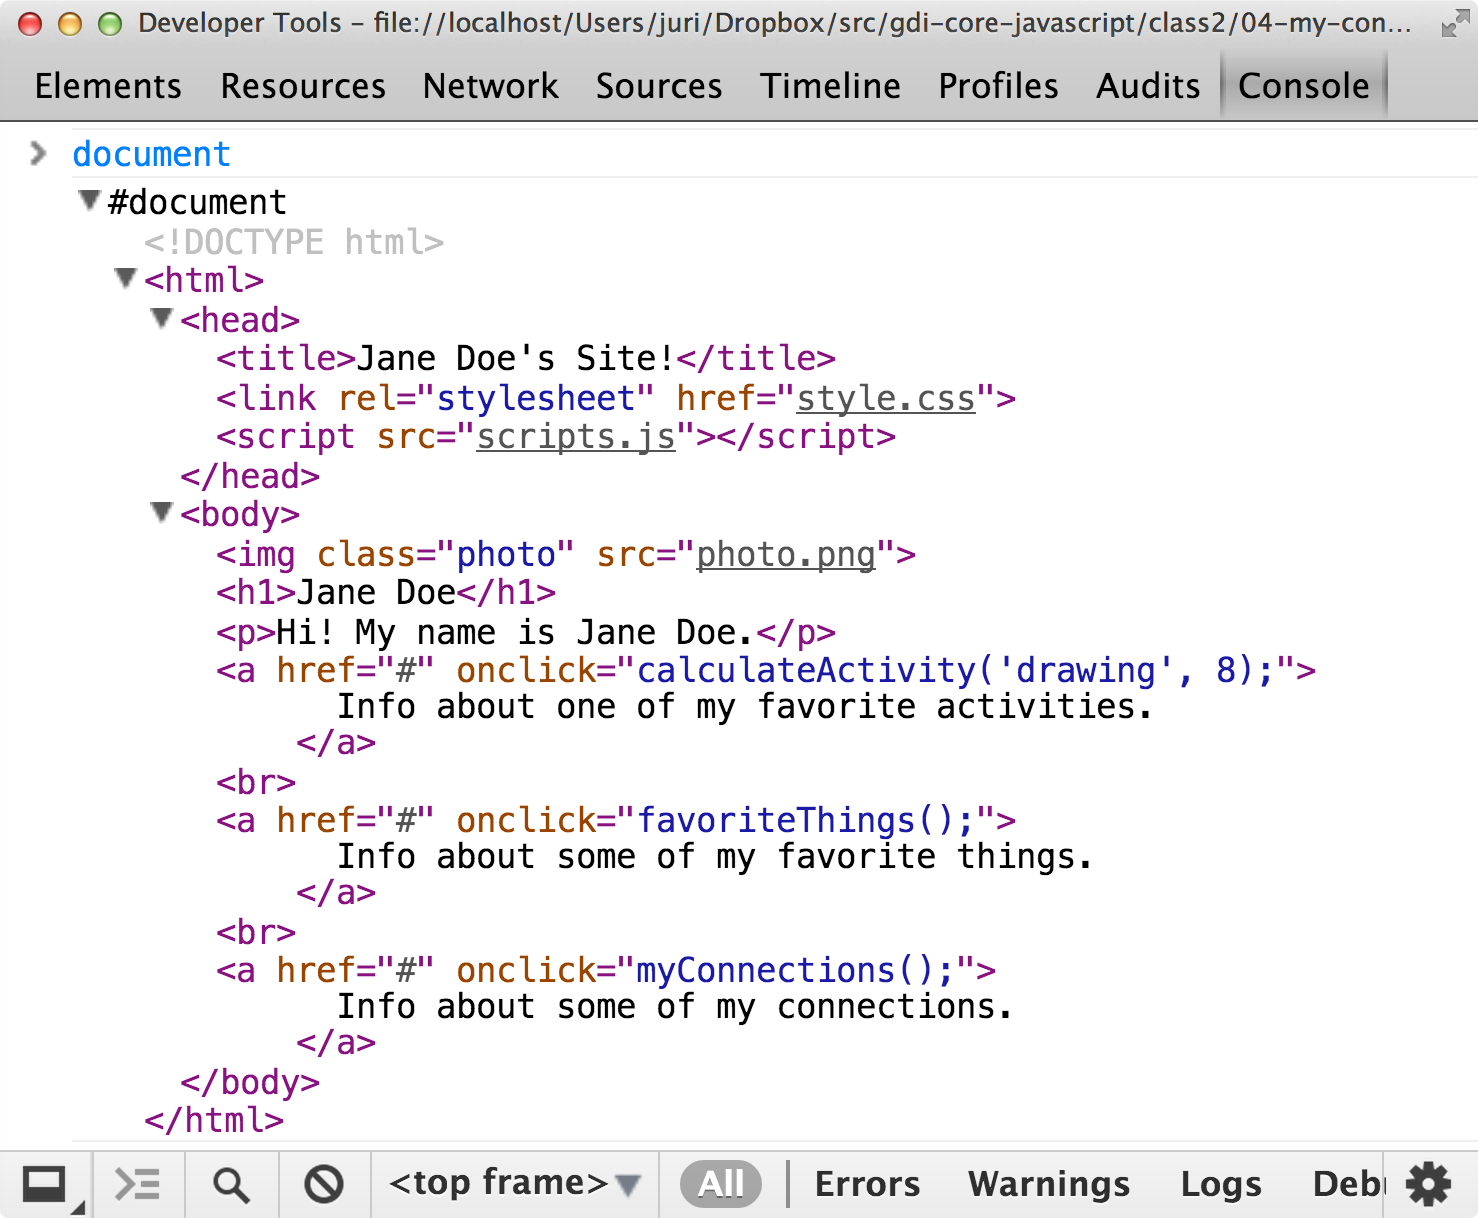 Developer Tools – file://localhost/Users/juri/Dropbox/src/gdi-core-javascript/class2/04-my-con...
Elements Resources Network Sources Timeline Profiles Audits Console
document
#document
<!DOCTYPE html>
<html>
<head>
<title>Jane Doe's Site!</title>
<link rel="stylesheet" href="style.css">
<script src="scripts.js"></script>
</head>
<body>
<img class="photo" src="photo.png">
<h1>Jane Doe</h1>
<p>Hi! My name is Jane Doe.</p>
<a href="#" onclick="calculateActivity('drawing', 8);">
Info about one of my favorite activities.
</a>
<br>
<a href="#" onclick="favoriteThings();">
Info about some of my favorite things.
</a>
<br>
<a href="#" onclick="myConnections();">
Info about some of my connections.
</a>
</body>
</html>
<top frame> All Errors Warnings Logs